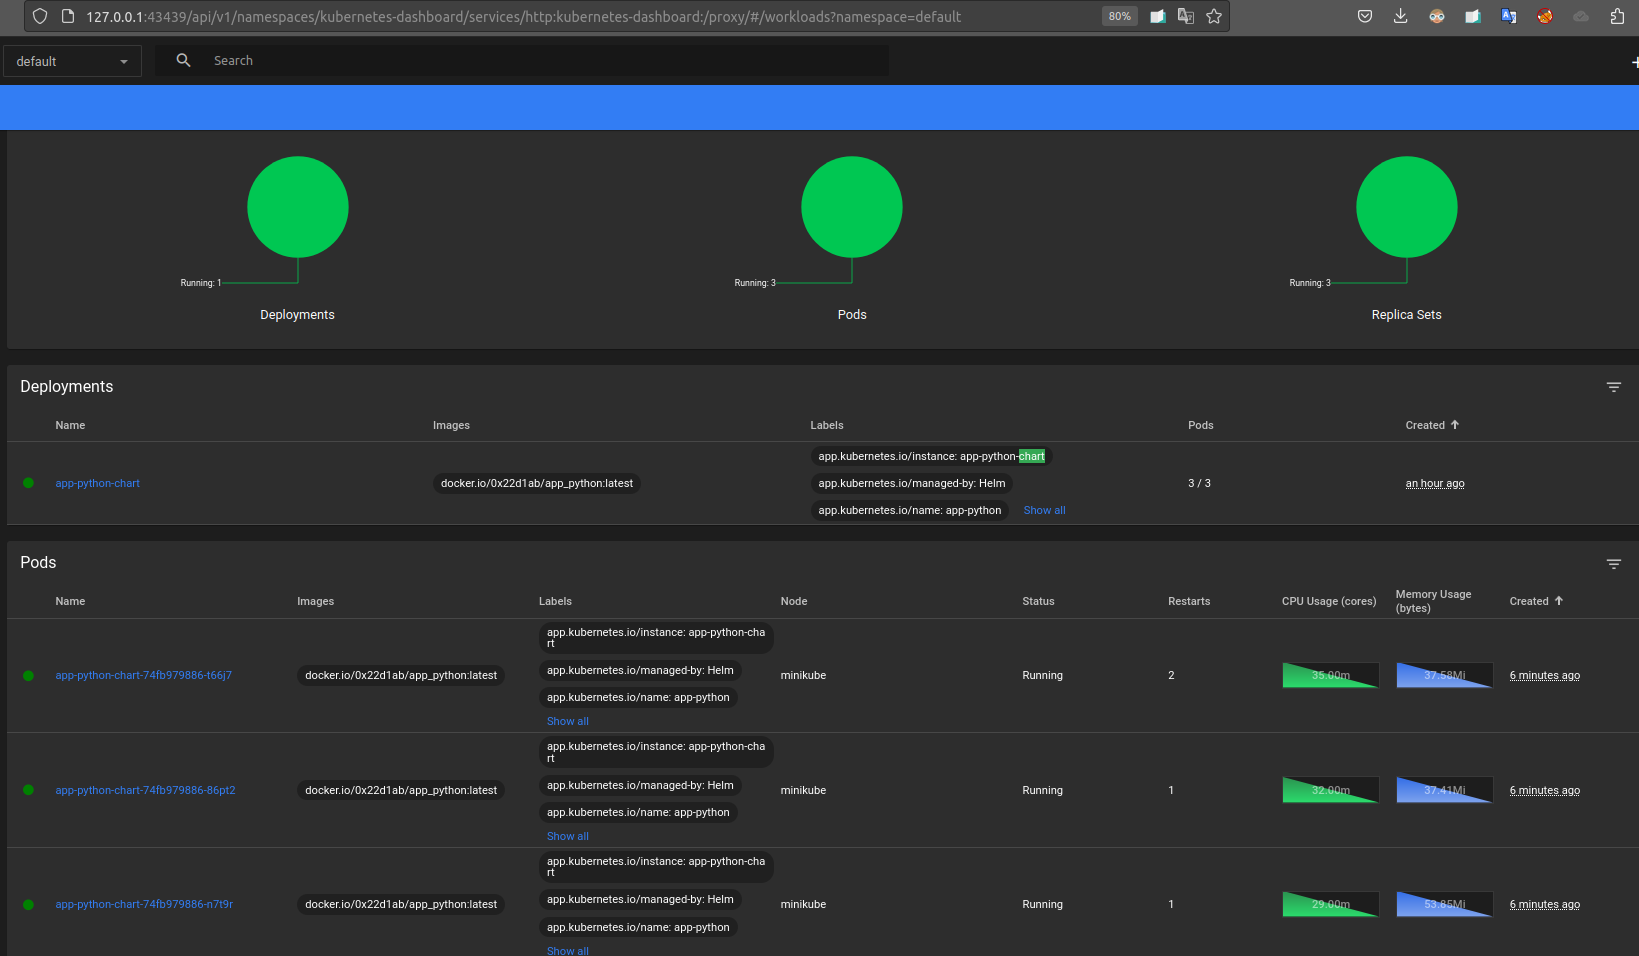 127.0.0.1:43439/api/v1/namespaces/kubernetes-dashboard/services/http:kubernetes-dashboard:/proxy/#/workloads?namespace=default
80%
default
Search
Running: 1
Running: 3
Running: 3
Deployments
Pods
Replica Sets
Deployments
Name Images Labels Pods Created
app-python-chart docker.io/0x22d1ab/app_python:latest app.kubernetes.io/instance: app-python-chart
app.kubernetes.io/managed-by: Helm
app.kubernetes.io/name: app-python Show all
3 / 3 an hour ago
Pods
Name Images Labels Node Status Restarts CPU Usage (cores) Memory Usage
(bytes) Created
app-python-chart-74fb979886-t66j7 docker.io/0x22d1ab/app_python:latest app.kubernetes.io/instance: app-python-cha
rt
app.kubernetes.io/managed-by: Helm
app.kubernetes.io/name: app-python
Show all
minikube Running 2 35.00m 37.58Mi 6 minutes ago
app-python-chart-74fb979886-86pt2 docker.io/0x22d1ab/app_python:latest app.kubernetes.io/instance: app-python-cha
rt
app.kubernetes.io/managed-by: Helm
app.kubernetes.io/name: app-python
Show all
minikube Running 1 32.00m 37.41Mi 6 minutes ago
app-python-chart-74fb979886-n7t9r docker.io/0x22d1ab/app_python:latest app.kubernetes.io/instance: app-python-cha
rt
app.kubernetes.io/managed-by: Helm
app.kubernetes.io/name: app-python
Show all
minikube Running 1 29.00m 53.85Mi 6 minutes ago